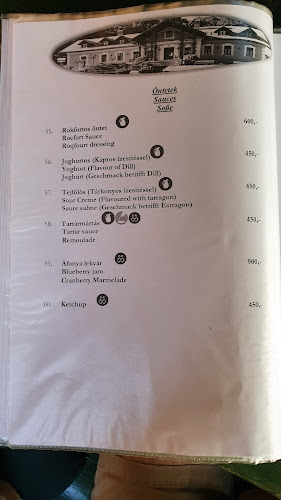 Öntetek
Sauces
Soße
55. Rokfortos öntet 600,-
Rocfort Sauce
Roqfourt dressing
56. Joghurtos (Kapros ízesítéssel) 450,-
Yoghurt (Flavour of Dill)
Joghurt (Geschmack betrifft Dill)
57. Tejfölös (Tárkonyos ízesítéssel) 450,-
Sour Creme (Flavoured with tarragon)
Saure sahne (Geschmack betrifft Estragon)
58. Tartármártás 450,-
Tartar sauce
Remoulade
59. Áfonya lekvár 900,-
Blueberry jam
Cranberry Marmelade
60. Ketchup 450,-